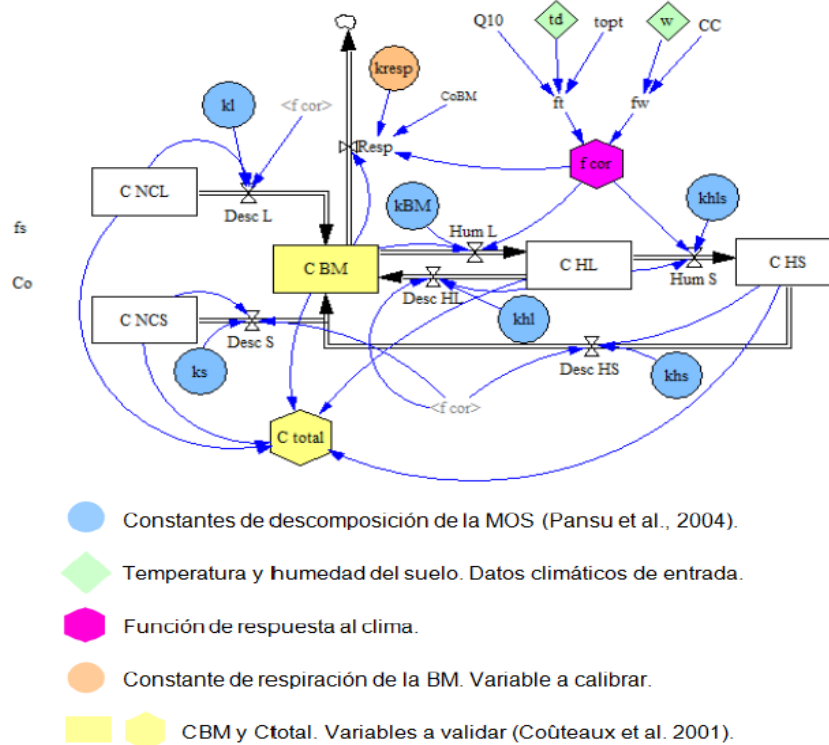 Q10
td
topt
w
CC
kresp
CoBM
kl
<f cor>
ft
fw
Resp
f cor
C NCL
Desc L
kBM
Hum L
khls
fs
C BM
C HL
C HS
Desc HL
Hum S
Co
C NCS
khl
Desc S
ks
Desc HS
khs
<f cor>
C total
Constantes de descomposición de la MOS (Pansu et al., 2004).
Temperatura y humedad del suelo. Datos climáticos de entrada.
Función de respuesta al clima.
Constante de respiración de la BM. Variable a calibrar.
CBM y Ctotal. Variables a validar (Coûteaux et al. 2001).